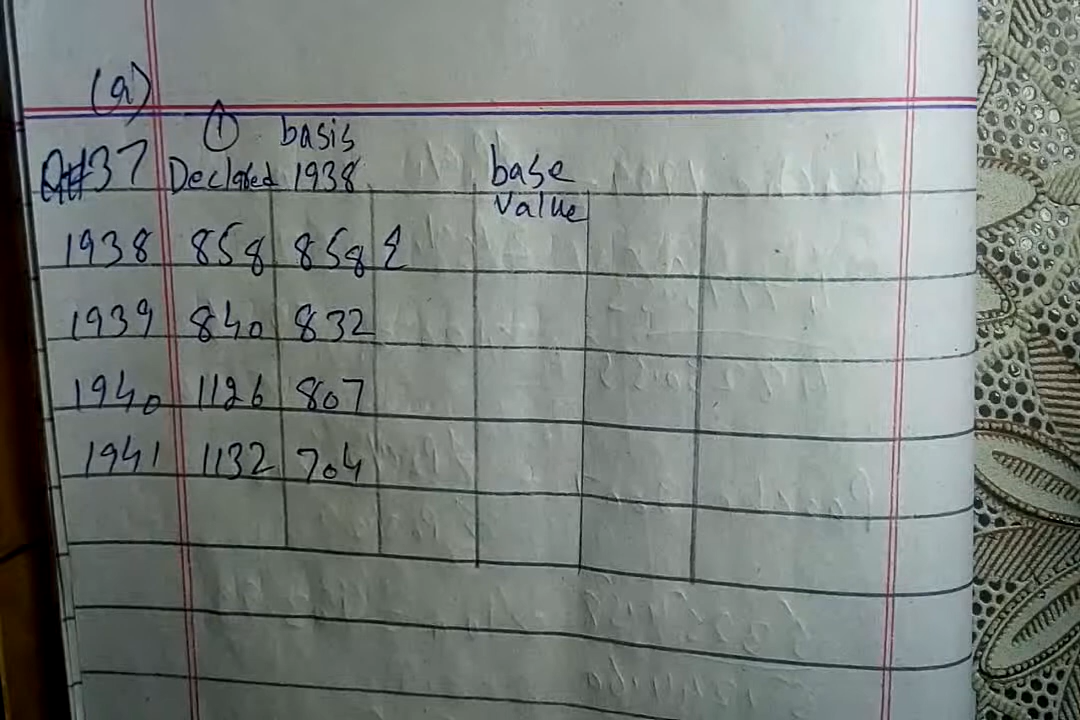 (a)
① basis
Q#37 Declared 1938 base
value
1938 858 858
1939 840 832
1940 1126 807
1941 1132 704